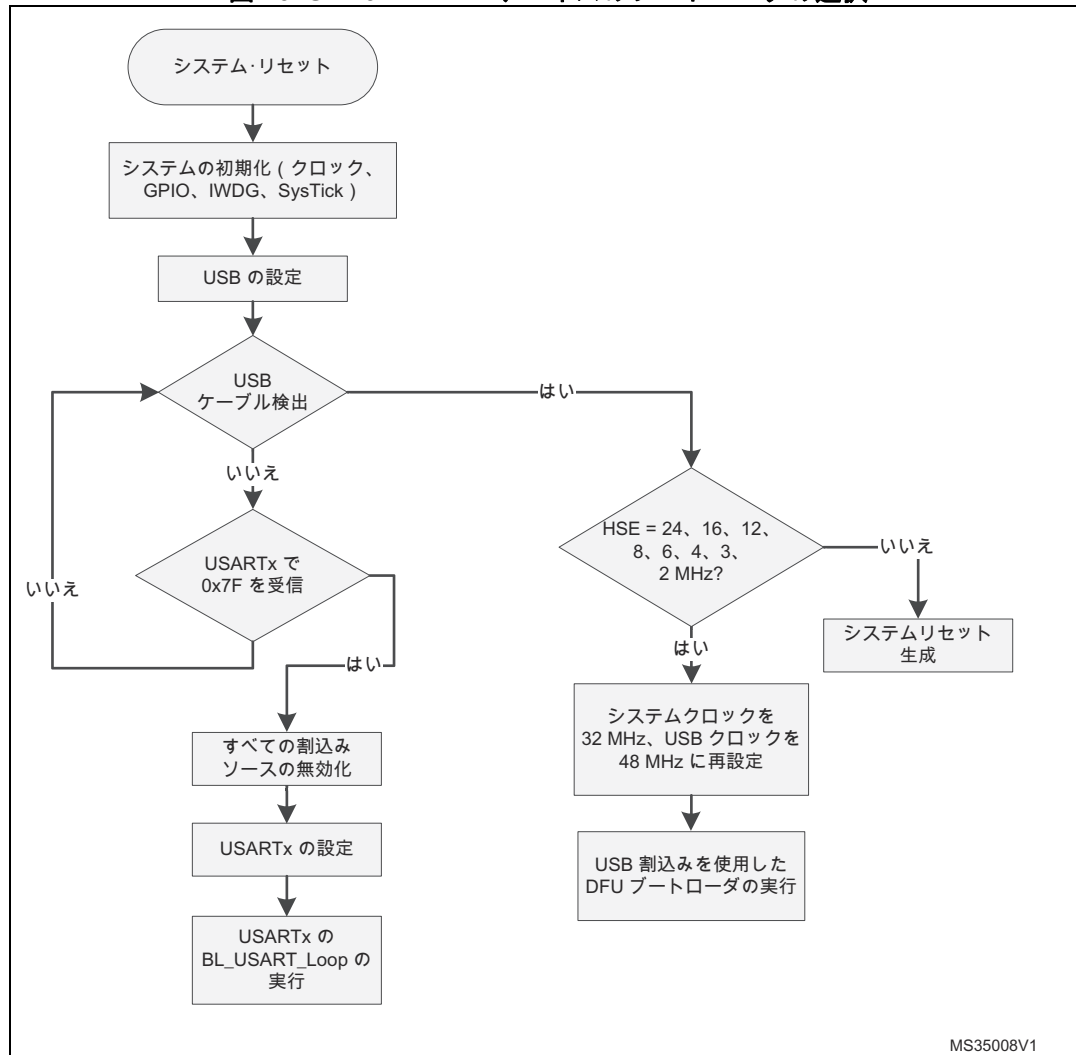 システム・リセット
システムの初期化 ( クロック、
GPIO、IWDG、SysTick )
USB の設定
USB
ケーブル検出
はい
いいえ
HSE = 24、16、12、
8、6、4、3、
2 MHz?
いいえ
USARTx で
0x7F を受信
いいえ
システムリセット
生成
はい
はい
システムクロックを
32 MHz、USB クロックを
48 MHz に再設定
すべての割込み
ソースの無効化
USARTx の設定
USB 割込みを使用した
DFU ブートローダの実行
USARTx の
BL_USART_Loop の
実行
MS35008V1